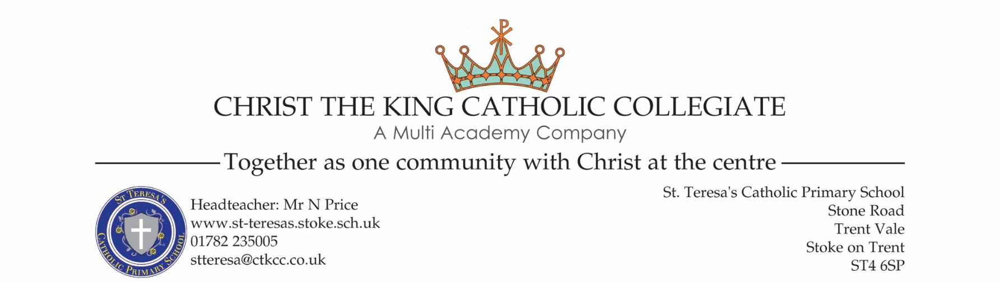 CHRIST THE KING CATHOLIC COLLEGIATE
A Multi Academy Company
Together as one community with Christ at the centre
ST TERESA'S
CATHOLIC PRIMARY SCHOOL
Headteacher: Mr N Price
www.st-teresas.stoke.sch.uk
01782 235005
stteresa@ctkcc.co.uk
St. Teresa's Catholic Primary School
Stone Road
Trent Vale
Stoke on Trent
ST4 6SP